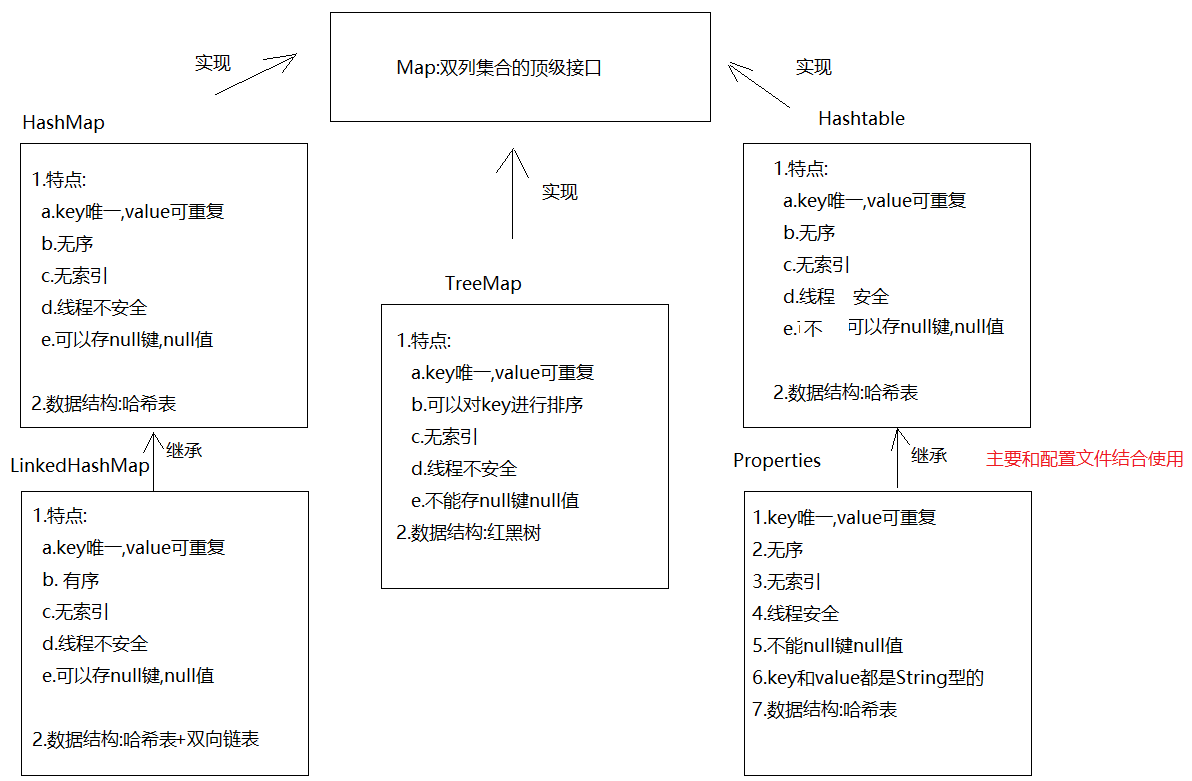 Map:双列集合的顶级接口
实现
实现
实现
HashMap
1.特点:
a.key唯一,value可重复
b.无序
c.无索引
d.线程不安全
e.可以存null键,null值
2.数据结构:哈希表
继承
LinkedHashMap
1.特点:
a.key唯一,value可重复
b. 有序
c.无索引
d.线程不安全
e.可以存null键,null值
2.数据结构:哈希表+双向链表
TreeMap
1.特点:
a.key唯一,value可重复
b.可以对key进行排序
c.无索引
d.线程不安全
e.不能存null键null值
2.数据结构:红黑树
Hashtable
1.特点:
a.key唯一,value可重复
b.无序
c.无索引
d.线程 安全
e.不 可以存null键,null值
2.数据结构:哈希表
继承
主要和配置文件结合使用
Properties
1.key唯一,value可重复
2.无序
3.无索引
4.线程安全
5.不能null键null值
6.key和value都是String型的
7.数据结构:哈希表